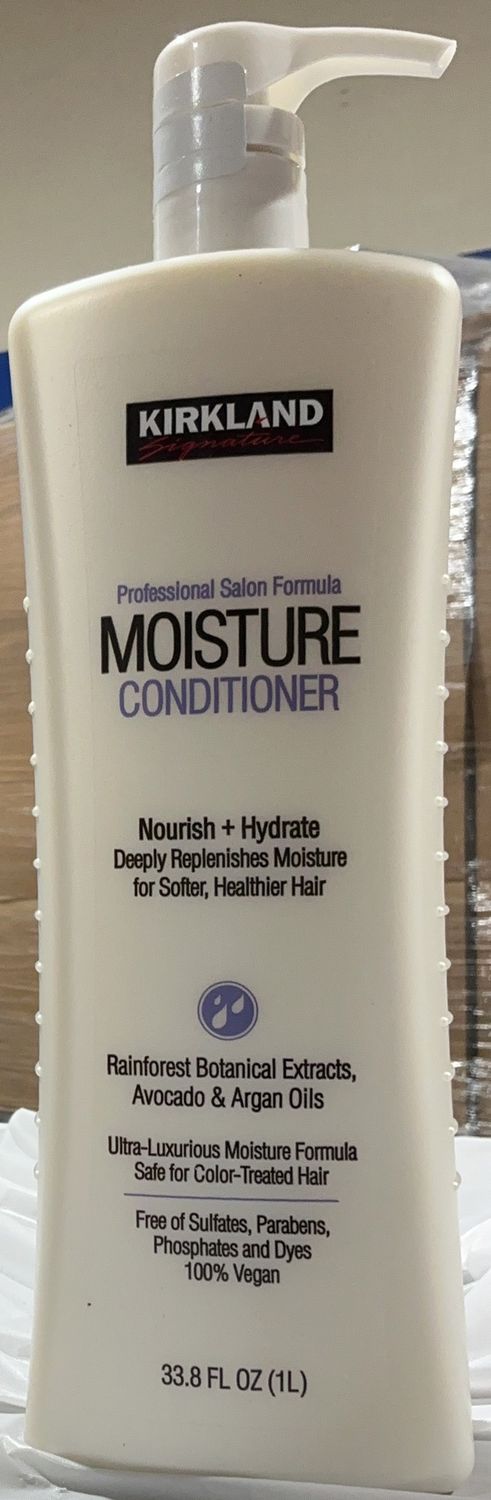 KIRKLAND
Signature
Professional Salon Formula
MOISTURE
CONDITIONER
Nourish + Hydrate
Deeply Replenishes Moisture
for Softer, Healthier Hair
Rainforest Botanical Extracts,
Avocado & Argan Oils
Ultra-Luxurious Moisture Formula
Safe for Color-Treated Hair
Free of Sulfates, Parabens,
Phosphates and Dyes
100% Vegan
33.8 FL OZ (1L)